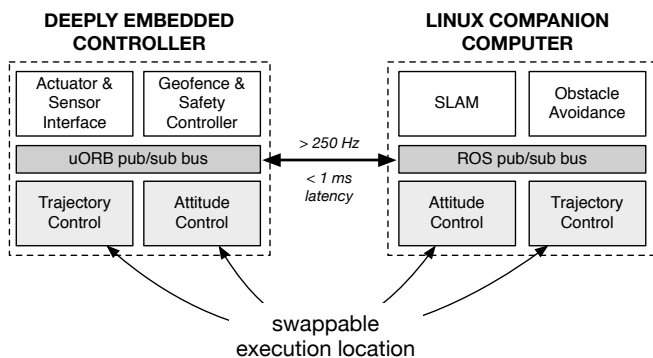 DEEPLY EMBEDDED
CONTROLLER
Actuator &
Sensor
Interface
Geofence &
Safety
Controller
uORB pub/sub bus
Trajectory
Control
Attitude
Control
> 250 Hz
< 1 ms
latency
LINUX COMPANION
COMPUTER
SLAM
Obstacle
Avoidance
ROS pub/sub bus
Attitude
Control
Trajectory
Control
swappable
execution location